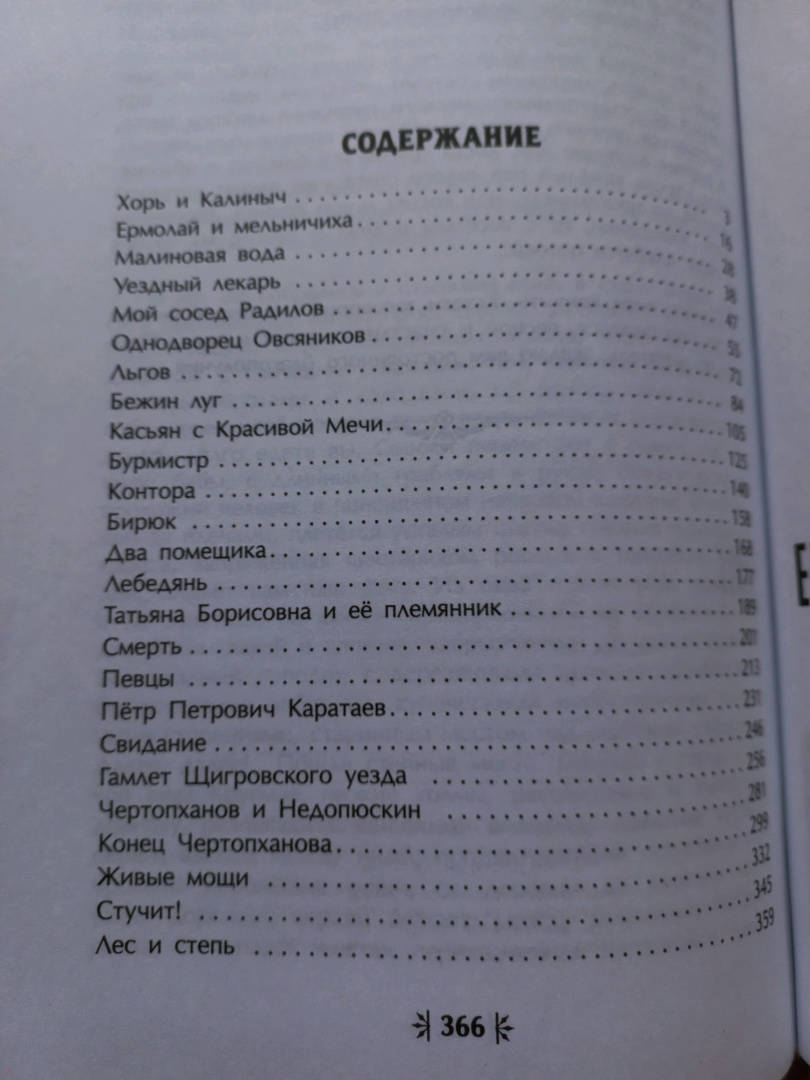 СОДЕРЖАНИЕ
Хорь и Калиныч . . . . . 3
Ермолай и мельничиха . . . . . 16
Малиновая вода . . . . . 28
Уездный лекарь . . . . . 38
Мой сосед Радилов . . . . . 47
Однодворец Овсяников . . . . . 55
Льгов . . . . . 72
Бежин луг . . . . . 84
Касьян с Красивой Мечи . . . . . 105
Бурмистр . . . . . 125
Контора . . . . . 140
Бирюк . . . . . 158
Два помещика . . . . . 168
Лебедянь . . . . . 177
Татьяна Борисовна и её племянник . . . . . 189
Смерть . . . . . 201
Певцы . . . . . 213
Пётр Петрович Каратаев . . . . . 231
Свидание . . . . . 246
Гамлет Щигровского уезда . . . . . 256
Чертопханов и Недопюскин . . . . . 281
Конец Чертопханова . . . . . 299
Живые мощи . . . . . 332
Стучит! . . . . . 345
Лес и степь . . . . . 359
366